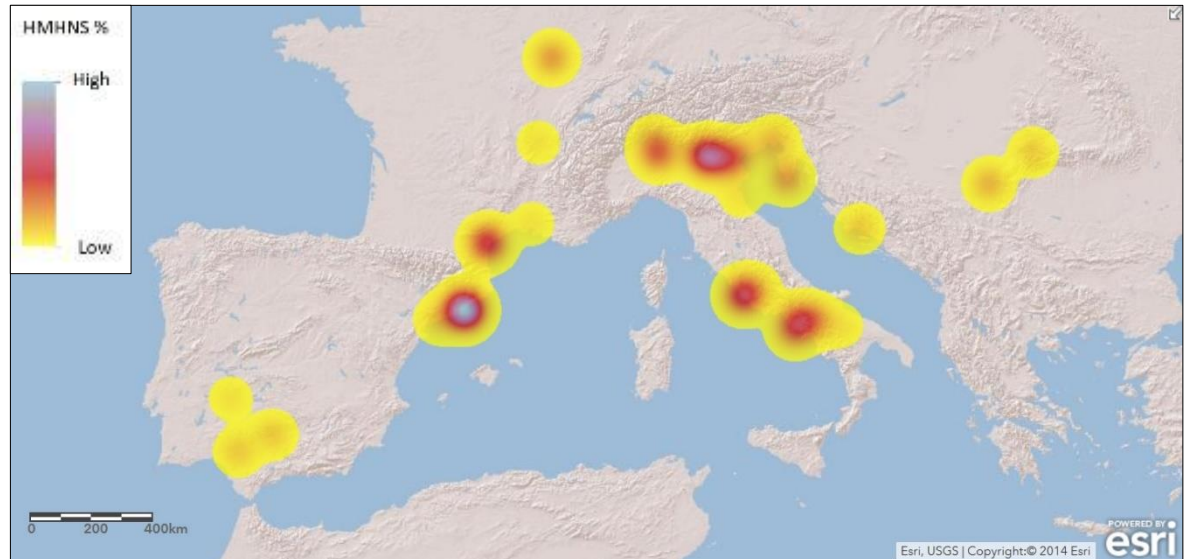 HMHNS %
High
Low
0 200 400km
Esri, USGS | Copyright:© 2014 Esri
POWERED BY
esri